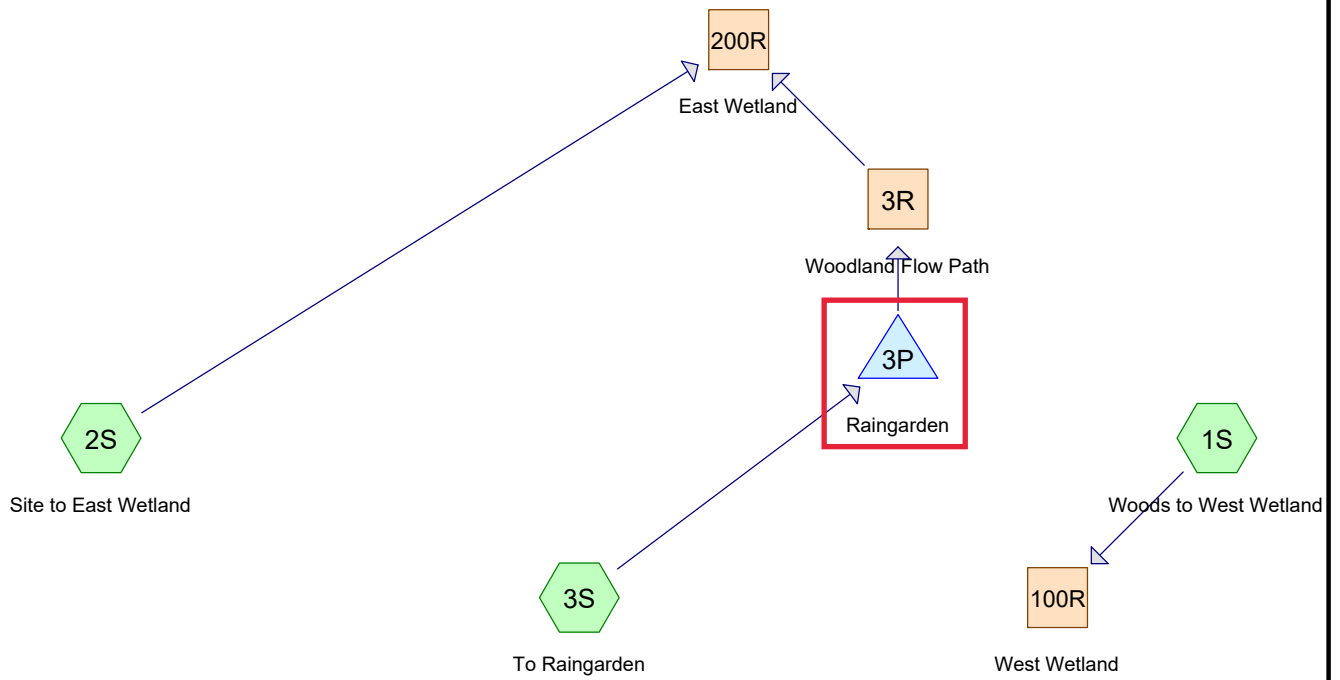 200R
East Wetland
3R
Woodland Flow Path
3P
Raingarden
2S
Site to East Wetland
1S
Woods to West Wetland
3S
To Raingarden
100R
West Wetland